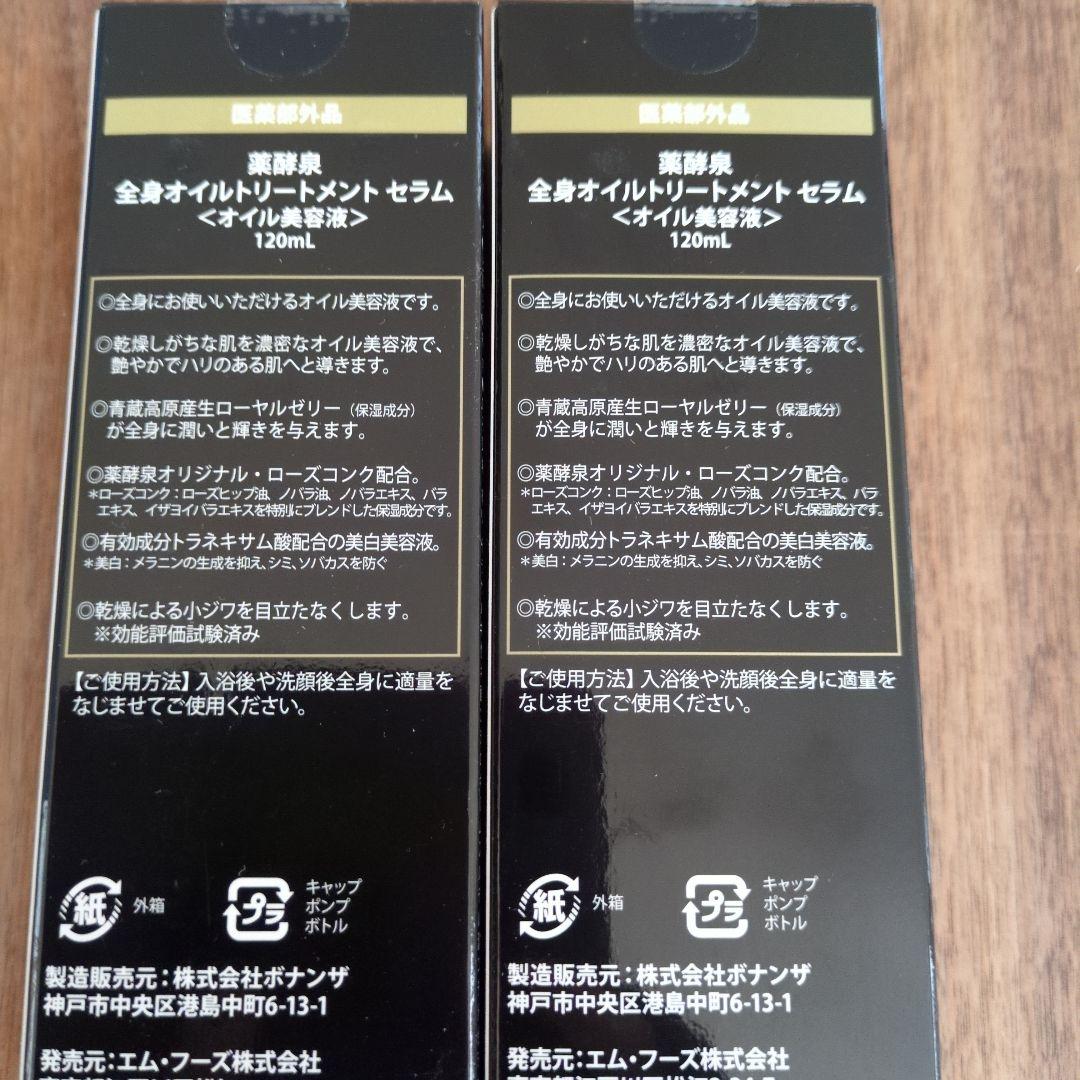 医薬部外品
薬酵泉
全身オイルトリートメント セラム
＜オイル美容液＞
120mL
◎全身にお使いいただけるオイル美容液です。
◎乾燥しがちな肌を濃密なオイル美容液で、
艶やかでハリのある肌へと導きます。
◎青蔵高原産生ローヤルゼリー（保湿成分）
が全身に潤いと輝きを与えます。
◎薬酵泉オリジナル・ローズコンク配合。
＊ローズコンク：ローズヒップ油、ノバラ油、ノバラエキス、バラ
エキス、イザヨイバラエキスを特別にブレンドした保湿成分です。
◎有効成分トラネキサム酸配合の美白美容液。
＊美白：メラニンの生成を抑え、シミ、ソバカスを防ぐ
◎乾燥による小ジワを目立たなくします。
※効能評価試験済み
【ご使用方法】入浴後や洗顔後全身に適量を
なじませてご使用ください。
紙 外箱
プラ
キャップ
ポンプ
ボトル
製造販売元：株式会社ボナンザ
神戸市中央区港島中町6-13-1
発売元：エム・フーズ株式会社
医薬部外品
薬酵泉
全身オイルトリートメント セラム
＜オイル美容液＞
120mL
◎全身にお使いいただけるオイル美容液です。
◎乾燥しがちな肌を濃密なオイル美容液で、
艶やかでハリのある肌へと導きます。
◎青蔵高原産生ローヤルゼリー（保湿成分）
が全身に潤いと輝きを与えます。
◎薬酵泉オリジナル・ローズコンク配合。
＊ローズコンク：ローズヒップ油、ノバラ油、ノバラエキス、バラ
エキス、イザヨイバラエキスを特別にブレンドした保湿成分です。
◎有効成分トラネキサム酸配合の美白美容液。
＊美白：メラニンの生成を抑え、シミ、ソバカスを防ぐ
◎乾燥による小ジワを目立たなくします。
※効能評価試験済み
【ご使用方法】入浴後や洗顔後全身に適量を
なじませてご使用ください。
紙 外箱
プラ
キャップ
ポンプ
ボトル
製造販売元：株式会社ボナンザ
神戸市中央区港島中町6-13-1
発売元：エム・フーズ株式会社